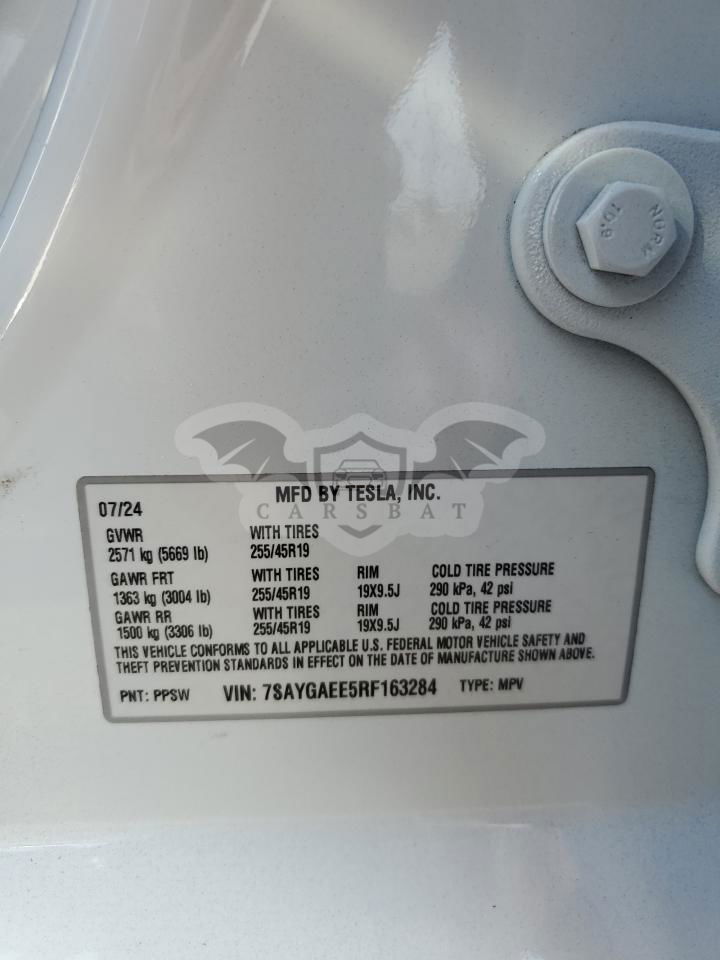 NORM
10.9
MFD BY TESLA, INC.
CARSBAT
07/24
GVWR WITH TIRES
2571 kg (5669 lb) 255/45R19
GAWR FRT WITH TIRES RIM COLD TIRE PRESSURE
1363 kg (3004 lb) 255/45R19 19X9.5J 290 kPa, 42 psi
GAWR RR WITH TIRES RIM COLD TIRE PRESSURE
1500 kg (3306 lb) 255/45R19 19X9.5J 290 kPa, 42 psi
THIS VEHICLE CONFORMS TO ALL APPLICABLE U.S. FEDERAL MOTOR VEHICLE SAFETY AND
THEFT PREVENTION STANDARDS IN EFFECT ON THE DATE OF MANUFACTURE SHOWN ABOVE.
PNT: PPSW VIN: 7SAYGAEE5RF163284 TYPE: MPV